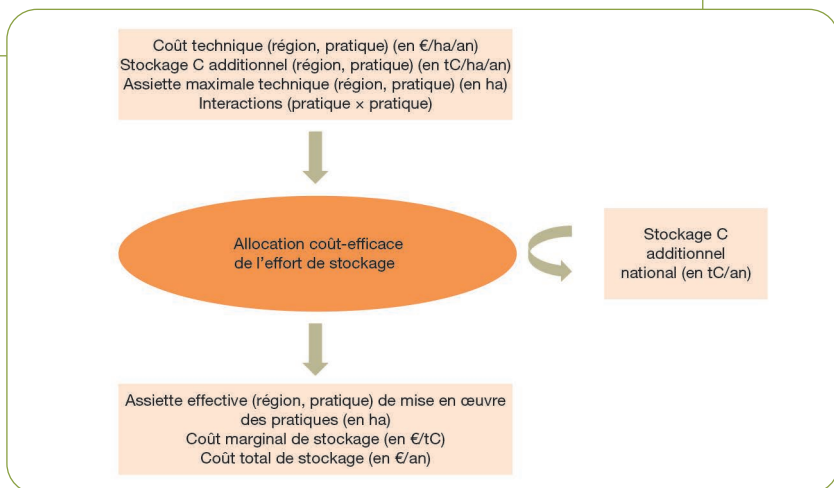 Coût technique (région, pratique) (en €/ha/an)
Stockage C additionnel (région, pratique) (en tC/ha/an)
Assiette maximale technique (région, pratique) (en ha)
Interactions (pratique × pratique)
Allocation coût-efficace
de l'effort de stockage
Stockage C
additionnel
national (en tC/an)
Assiette effective (région, pratique) de mise en œuvre
des pratiques (en ha)
Coût marginal de stockage (en €/tC)
Coût total de stockage (en €/an)